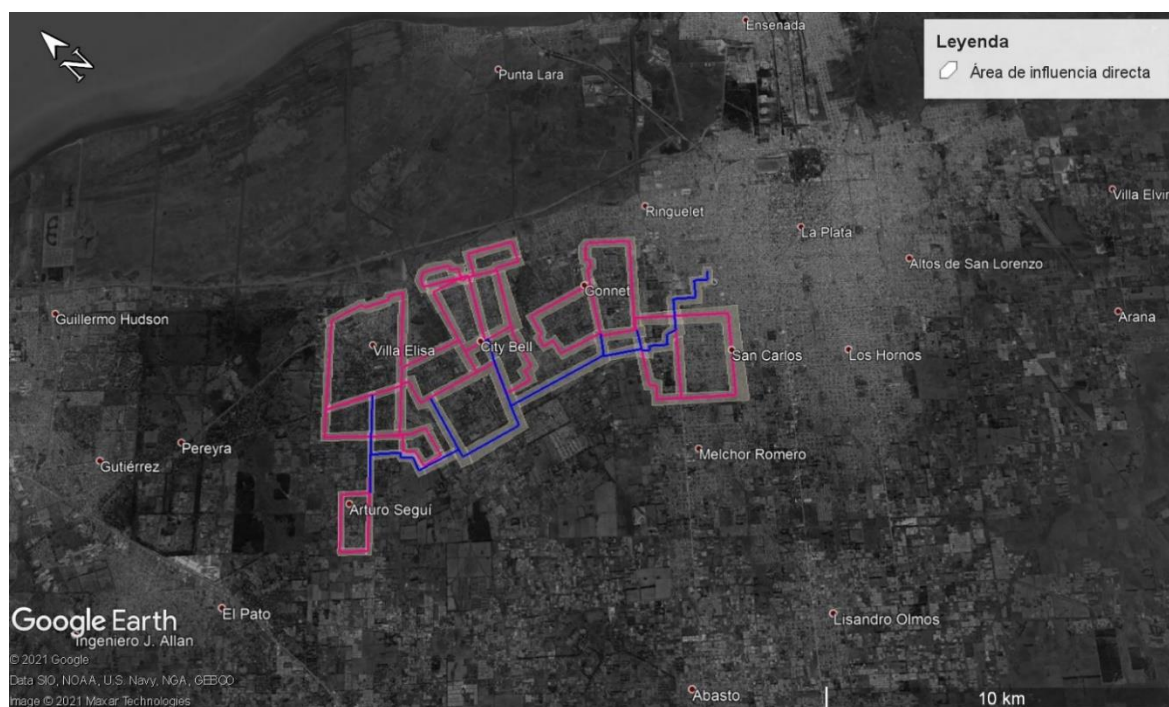 Ensenada
Leyenda
Área de influencia directa
N
Punta Lara
Villa Elvir
Ringuelet
La Plata
Altos de San Lorenzo
Gonnet
Guillermo Hudson
Arana
Villa Elisa
City Bell
San Carlos
Los Hornos
Pereyra
Melchor Romero
Gutiérrez
Arturo Seguí
El Pato
Lisandro Olmos
Google Earth
Ingeniero J. Allan
© 2021 Google
Data SIO, NOAA, U.S. Navy, NGA, GEBCO
Image © 2021 Maxar Technologies
Abasto
10 km